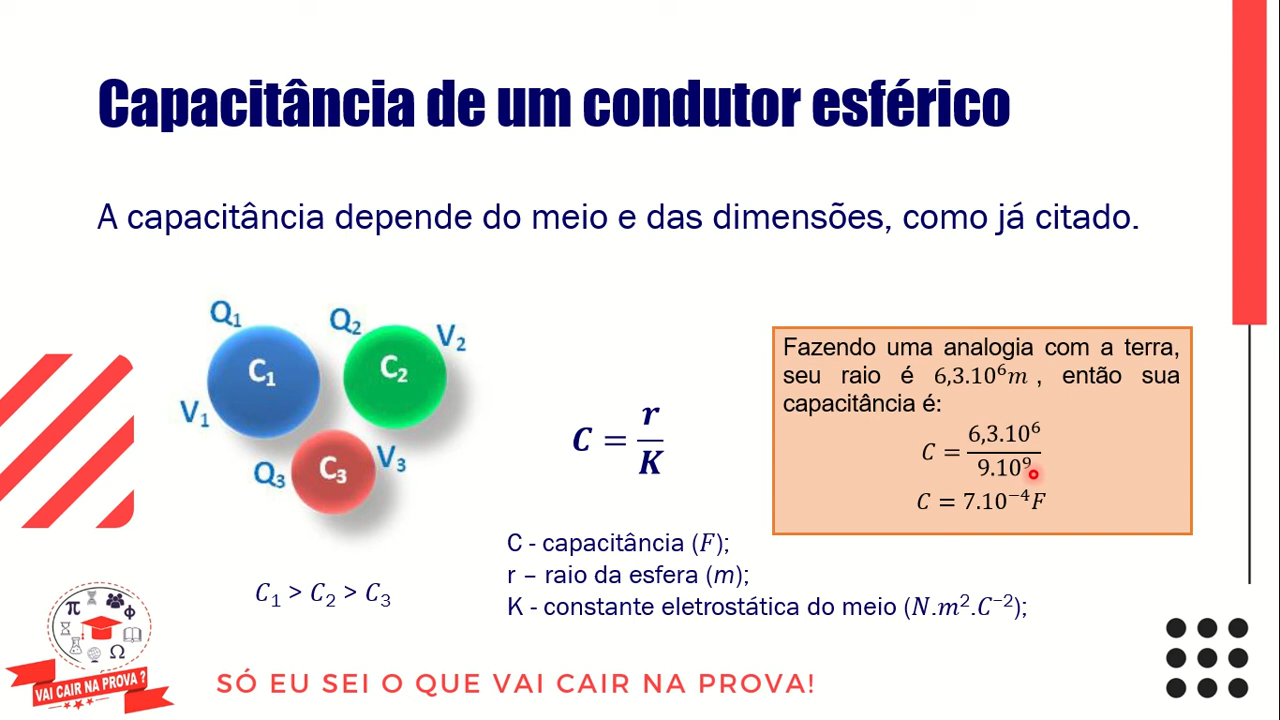 Capacitância de um condutor esférico
A capacitância depende do meio e das dimensões, como já citado.
Q₁
V₁
C₁
Q₂
V₂
C₂
Q₃
V₃
C₃
C₁ > C₂ > C₃
C = r/K
Fazendo uma analogia com a terra,
seu raio é 6,3.10⁶m , então sua
capacitância é:
C = 6,3.10⁶/9.10⁹
C = 7.10⁻⁴F
C - capacitância (F);
r – raio da esfera (m);
K - constante eletrostática do meio (N.m².C⁻²);
π
ϕ
Ω
VAI CAIR NA PROVA ?
SÓ EU SEI O QUE VAI CAIR NA PROVA!